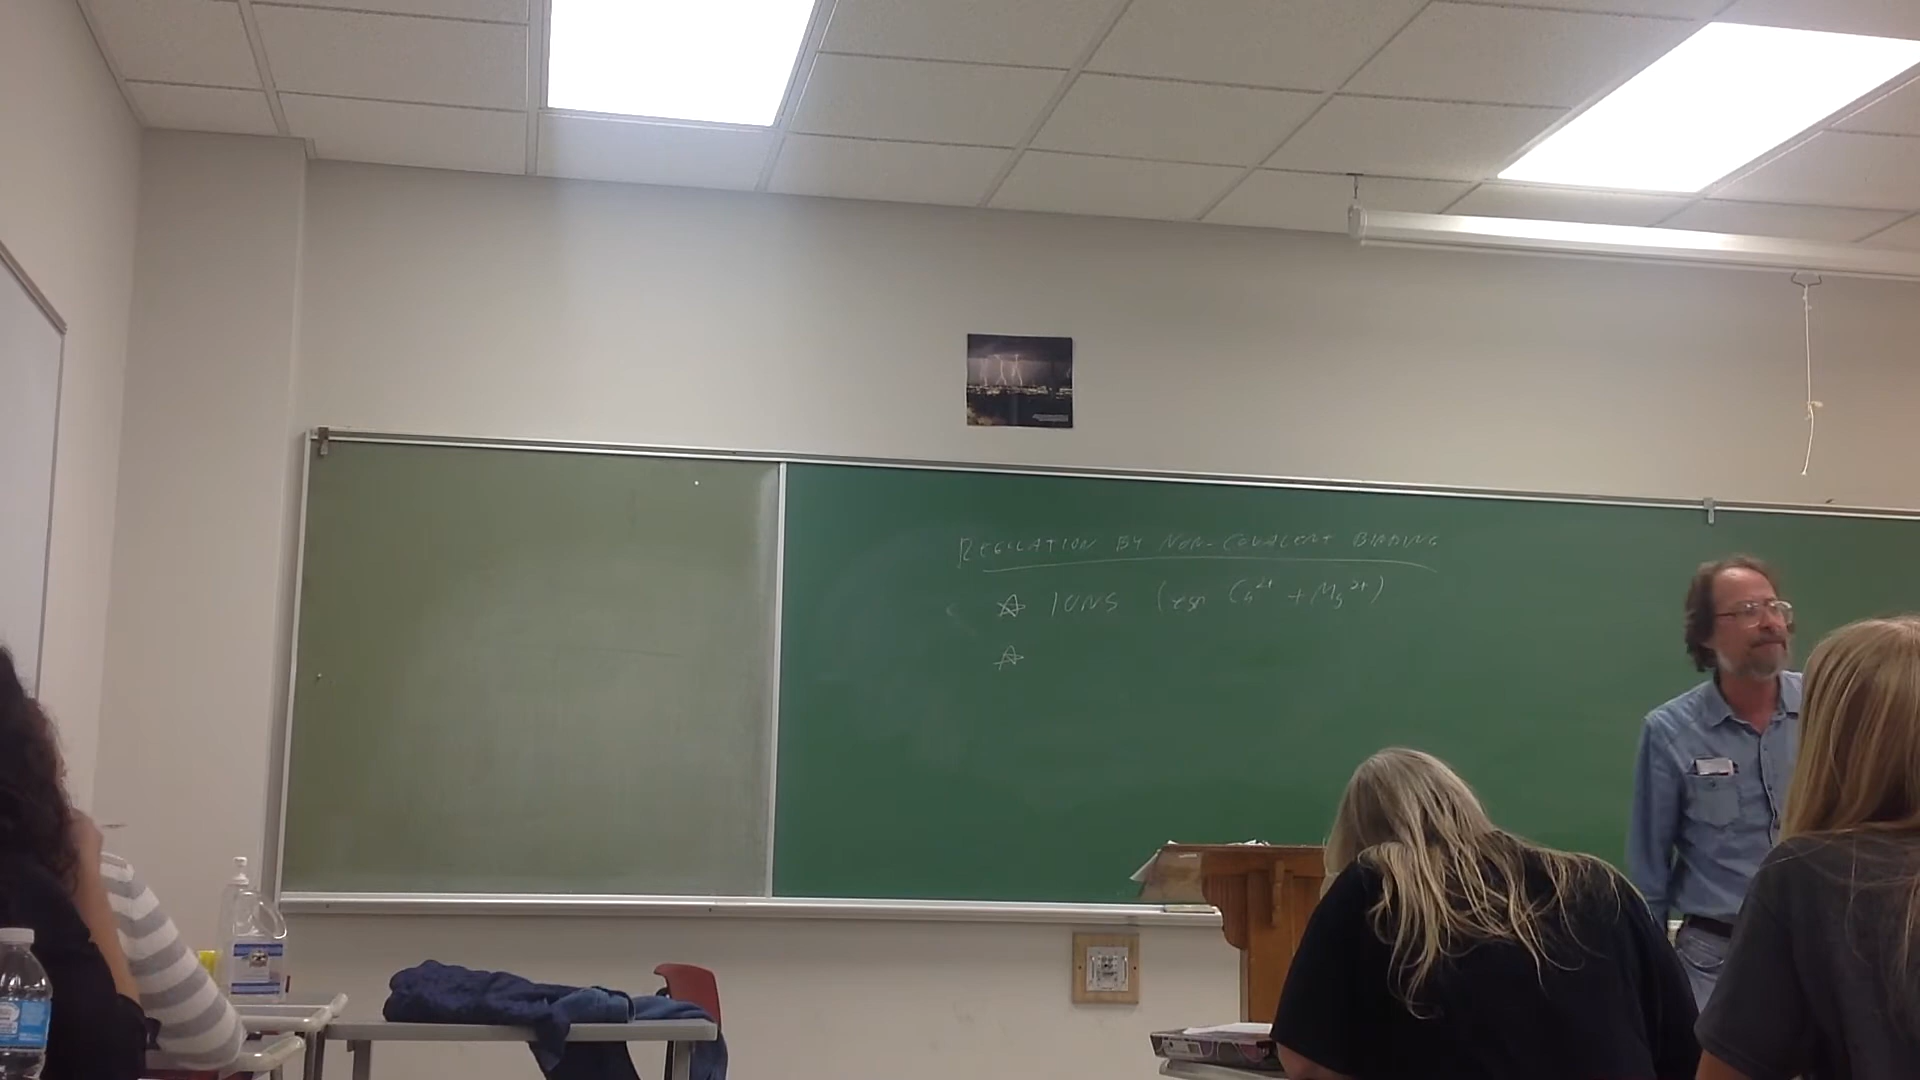 REGULATION BY NON-COVALENT BINDING
☆ IONS (esp Ca²⁺ + Mg²⁺)
☆